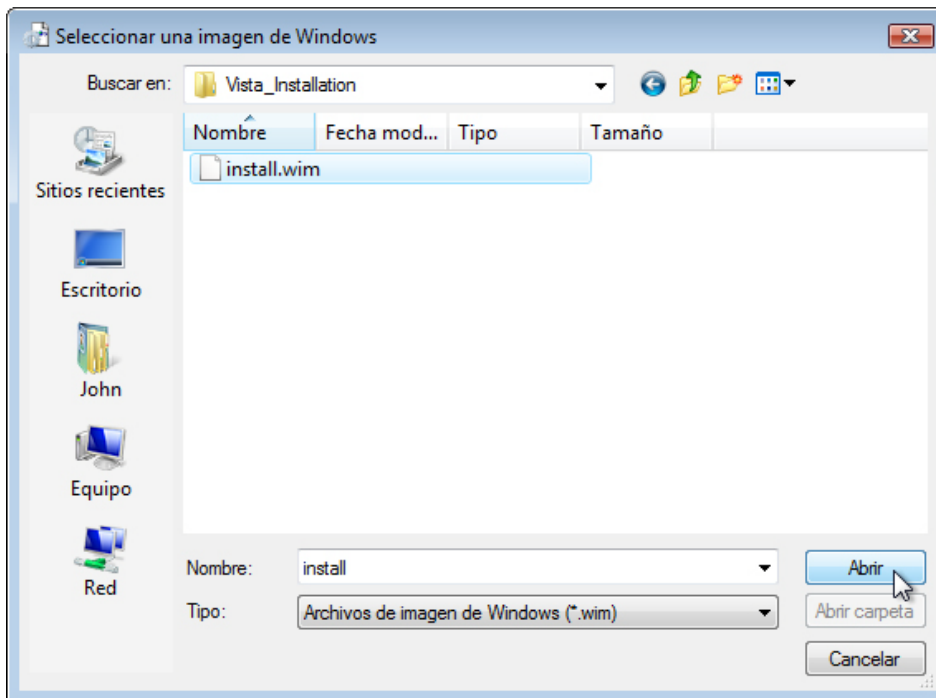 Seleccionar una imagen de Windows
Buscar en: Vista_Installation
Nombre Fecha mod... Tipo Tamaño
install.wim
Sitios recientes
Escritorio
John
Equipo
Red
Nombre: install Abrir
Tipo: Archivos de imagen de Windows (*.wim) Abrir carpeta
Cancelar